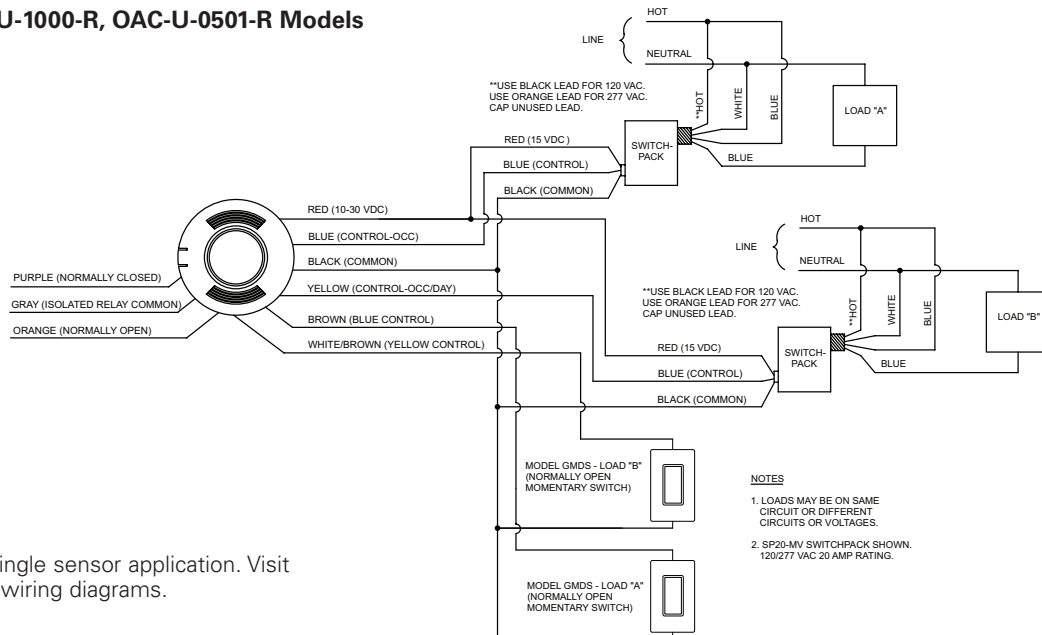 U-1000-R, OAC-U-0501-R Models
HOT
LINE
NEUTRAL
**USE BLACK LEAD FOR 120 VAC.
USE ORANGE LEAD FOR 277 VAC.
CAP UNUSED LEAD.
**HOT
WHITE
BLUE
LOAD "A"
RED (15 VDC )
SWITCH-
PACK
BLUE (CONTROL)
BLUE
BLACK (COMMON)
RED (10-30 VDC)
BLUE (CONTROL-OCC)
BLACK (COMMON)
YELLOW (CONTROL-OCC/DAY)
BROWN (BLUE CONTROL)
WHITE/BROWN (YELLOW CONTROL)
PURPLE (NORMALLY CLOSED)
GRAY (ISOLATED RELAY COMMON)
ORANGE (NORMALLY OPEN)
HOT
LINE
NEUTRAL
**USE BLACK LEAD FOR 120 VAC.
USE ORANGE LEAD FOR 277 VAC.
CAP UNUSED LEAD.
**HOT
WHITE
BLUE
LOAD "B"
RED (15 VDC)
SWITCH-
PACK
BLUE (CONTROL)
BLUE
BLACK (COMMON)
MODEL GMDS - LOAD "B"
(NORMALLY OPEN
MOMENTARY SWITCH)
NOTES
1. LOADS MAY BE ON SAME
CIRCUIT OR DIFFERENT
CIRCUITS OR VOLTAGES.
2. SP20-MV SWITCHPACK SHOWN.
120/277 VAC 20 AMP RATING.
MODEL GMDS - LOAD "A"
(NORMALLY OPEN
MOMENTARY SWITCH)
ingle sensor application. Visit
wiring diagrams.